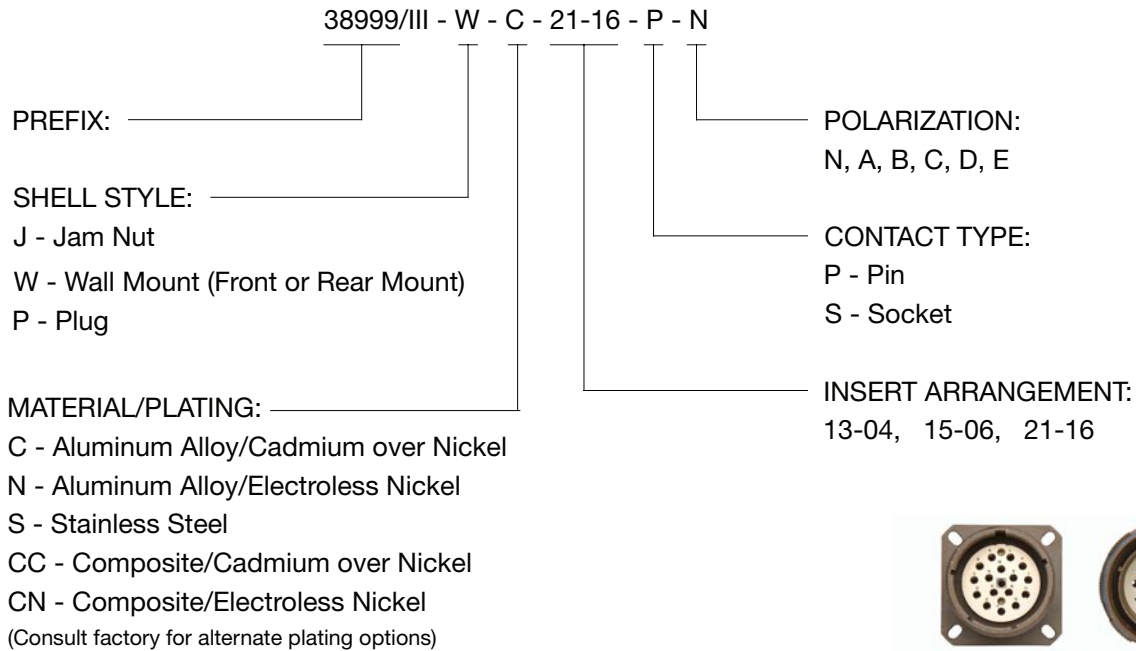 38999/III - W - C - 21-16 - P - N
PREFIX:
SHELL STYLE:
J - Jam Nut
W - Wall Mount (Front or Rear Mount)
P - Plug
MATERIAL/PLATING:
C - Aluminum Alloy/Cadmium over Nickel
N - Aluminum Alloy/Electroless Nickel
S - Stainless Steel
CC - Composite/Cadmium over Nickel
CN - Composite/Electroless Nickel
(Consult factory for alternate plating options)
POLARIZATION:
N, A, B, C, D, E
CONTACT TYPE:
P - Pin
S - Socket
INSERT ARRANGEMENT:
13-04, 15-06, 21-16